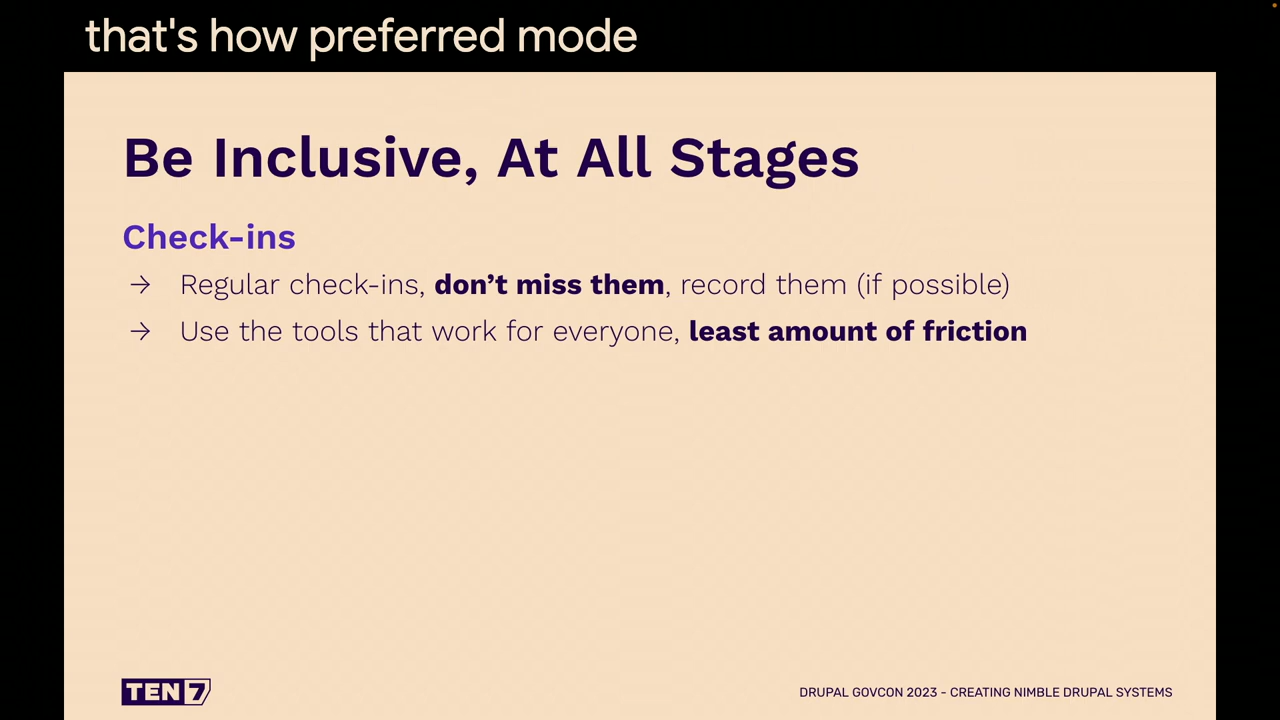 that's how preferred mode
Be Inclusive, At All Stages
Check-ins
→ Regular check-ins, don’t miss them, record them (if possible)
→ Use the tools that work for everyone, least amount of friction
TEN7
DRUPAL GOVCON 2023 - CREATING NIMBLE DRUPAL SYSTEMS